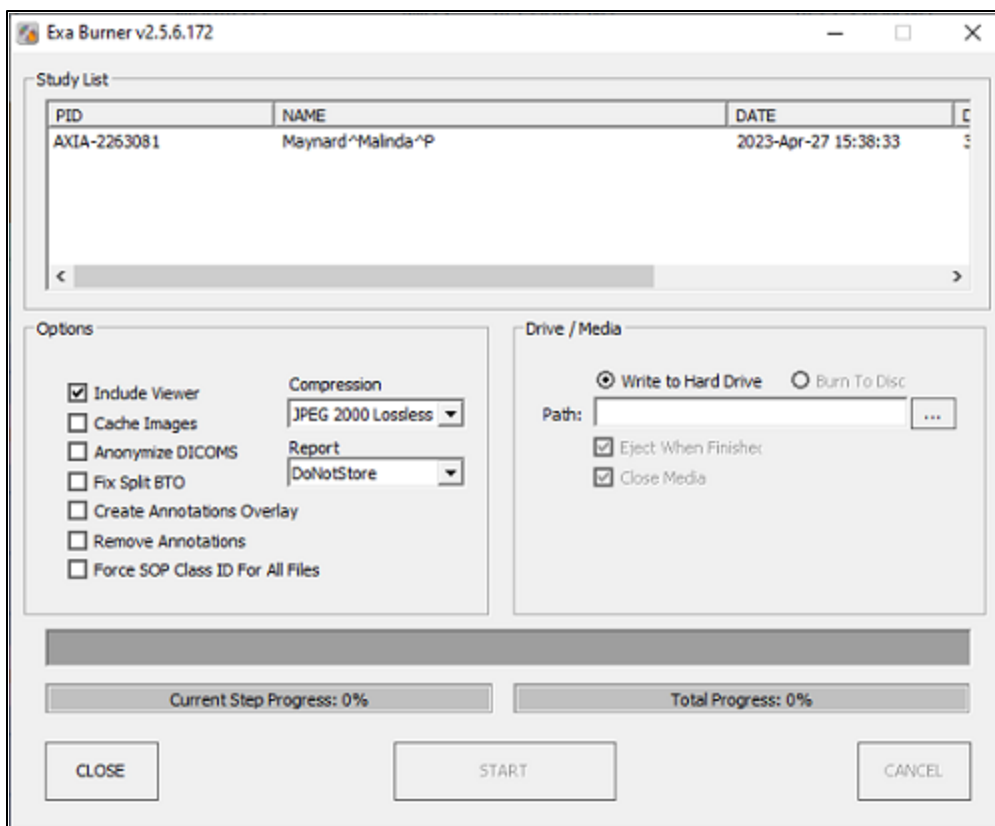 Exa Burner v2.5.6.172
Study List
PID NAME DATE
AXIA-2263081 Maynard^Malinda^P 2023-Apr-27 15:38:33
Options
Include Viewer
Cache Images
Anonymize DICOMS
Fix Split BTO
Create Annotations Overlay
Remove Annotations
Force SOP Class ID For All Files
Compression
JPEG 2000 Lossless
Report
DoNotStore
Drive / Media
Write to Hard Drive Burn To Disc
Path: ...
Eject When Finished
Close Media
Current Step Progress: 0% Total Progress: 0%
CLOSE START CANCEL